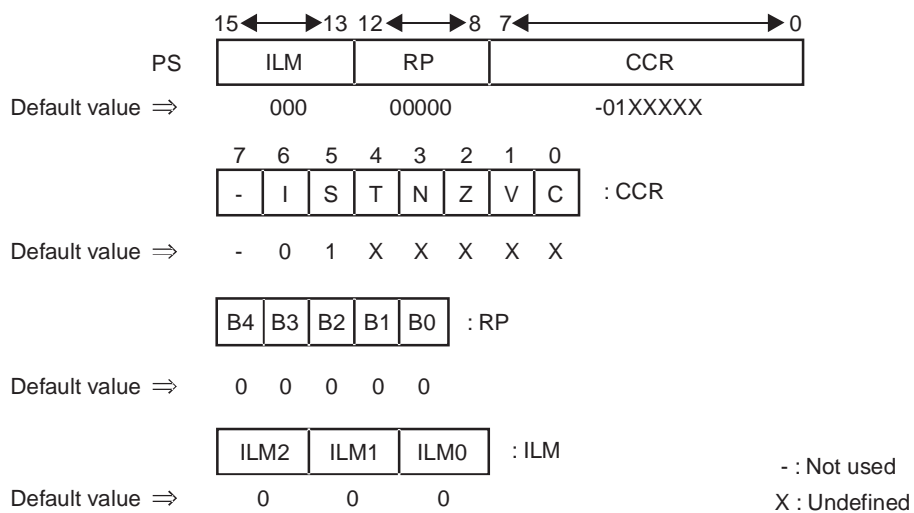 15 13 12 8 7 0
PS ILM RP CCR
Default value ⇒ 000 00000 -01XXXXX
7 6 5 4 3 2 1 0
- I S T N Z V C : CCR
Default value ⇒ - 0 1 X X X X X
B4 B3 B2 B1 B0 : RP
Default value ⇒ 0 0 0 0 0
ILM2 ILM1 ILM0 : ILM
- : Not used
Default value ⇒ 0 0 0
X : Undefined